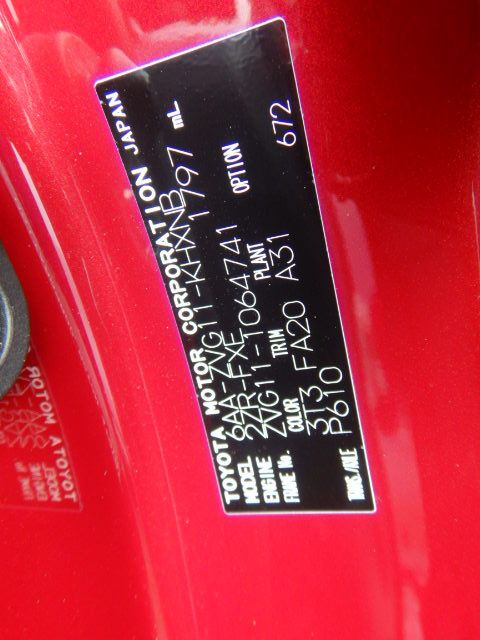 TOYOTA MOTOR CORPORATION JAPAN
MODEL 6AA-ZVG11-KHXNB
ENGINE 2ZR-FXE 1797 mL
FRAME No. ZVG11-1064741
COLOR TRIM PLANT OPTION
3T3 FA20 A31 672
TRANS./AXLE P610